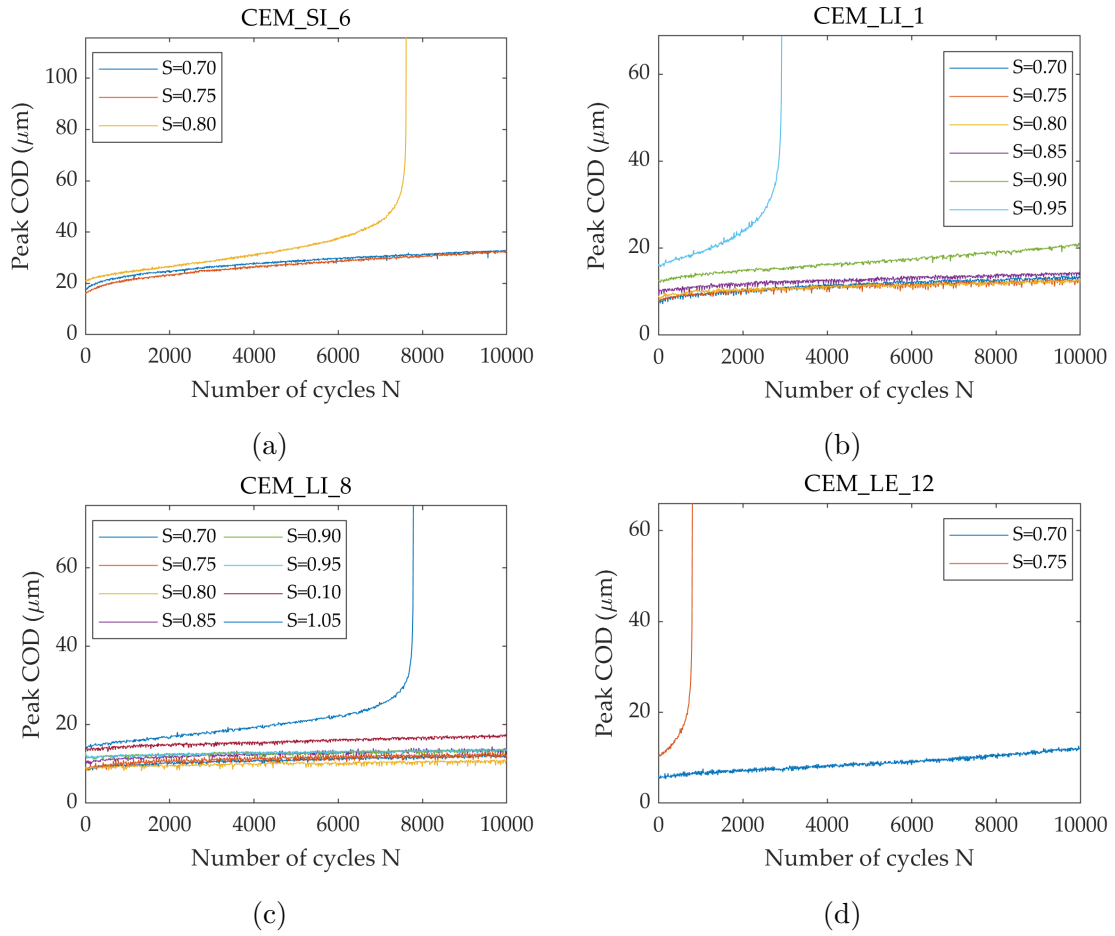 CEM_SI_6
Peak COD (μm)
100
80
60
40
20
0
S=0.70
S=0.75
S=0.80
0 2000 4000 6000 8000 10000
Number of cycles N
(a)
CEM_LI_1
Peak COD (μm)
60
40
20
0
S=0.70
S=0.75
S=0.80
S=0.85
S=0.90
S=0.95
0 2000 4000 6000 8000 10000
Number of cycles N
(b)
CEM_LI_8
Peak COD (μm)
60
40
20
0
S=0.70 S=0.90
S=0.75 S=0.95
S=0.80 S=0.10
S=0.85 S=1.05
0 2000 4000 6000 8000 10000
Number of cycles N
(c)
CEM_LE_12
Peak COD (μm)
60
40
20
0
S=0.70
S=0.75
0 2000 4000 6000 8000 10000
Number of cycles N
(d)